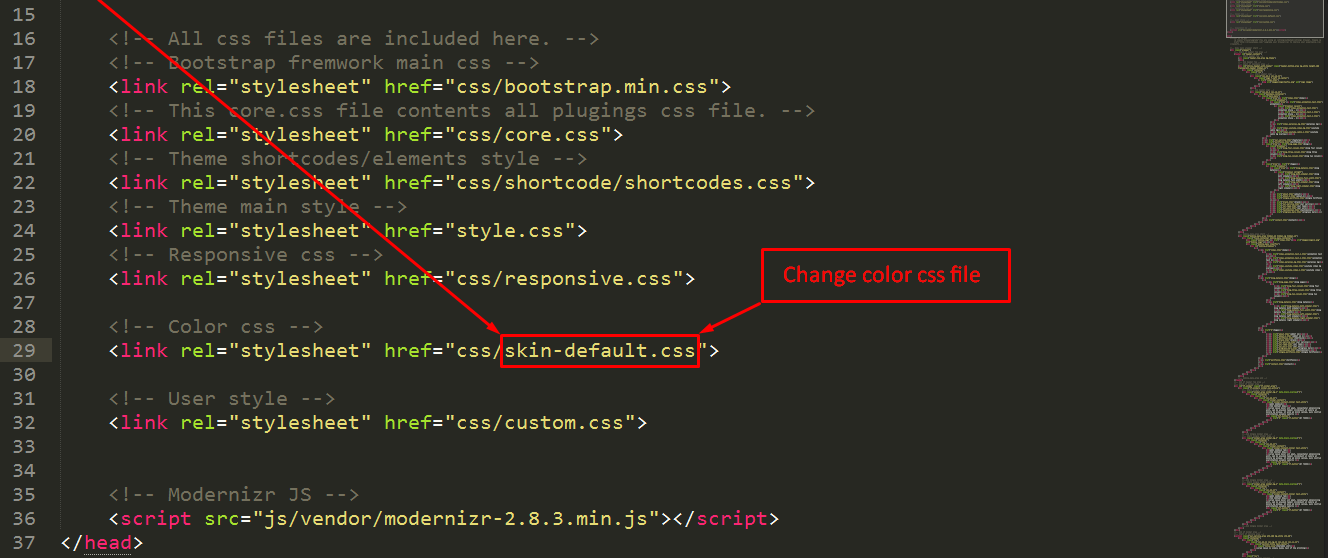 15
16 <!-- All css files are included here. -->
17 <!-- Bootstrap fremwork main css -->
18 <link rel="stylesheet" href="css/bootstrap.min.css">
19 <!-- This core.css file contents all plugings css file. -->
20 <link rel="stylesheet" href="css/core.css">
21 <!-- Theme shortcodes/elements style -->
22 <link rel="stylesheet" href="css/shortcode/shortcodes.css">
23 <!-- Theme main style -->
24 <link rel="stylesheet" href="style.css">
25 <!-- Responsive css -->
26 <link rel="stylesheet" href="css/responsive.css">
Change color css file
27
28 <!-- Color css -->
29 <link rel="stylesheet" href="css/skin-default.css">
30
31 <!-- User style -->
32 <link rel="stylesheet" href="css/custom.css">
33
34
35 <!-- Modernizr JS -->
36 <script src="js/vendor/modernizr-2.8.3.min.js"></script>
37 </head>